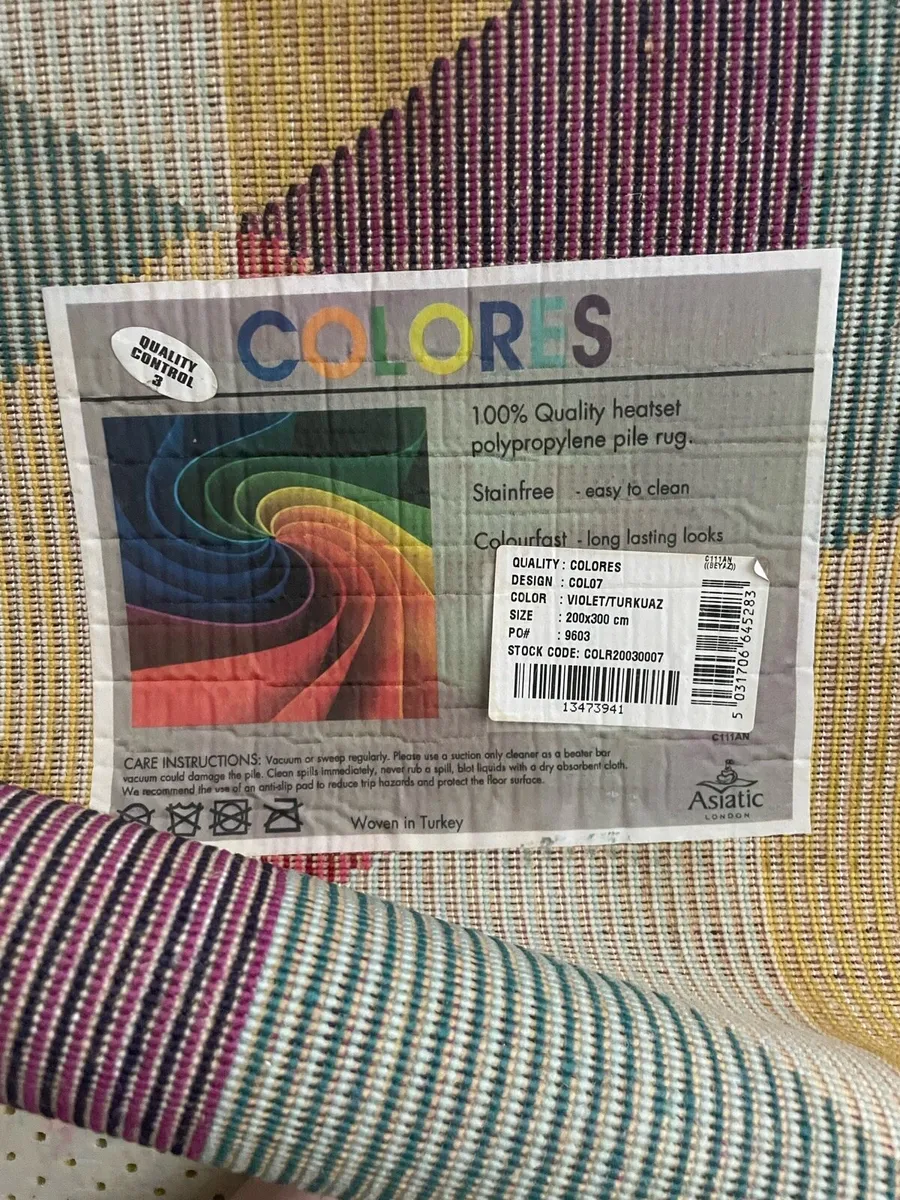 COLORES
QUALITY
CONTROL
3
100% Quality heatset
polypropylene pile rug.
Stainfree - easy to clean
Colourfast - long lasting looks
QUALITY : COLORES
DESIGN : COL07
COLOR : VIOLET/TURKUAZ
SIZE : 200x300 cm
PO# : 9603
STOCK CODE: COLR20030007
13473941
C111AN
((BEYAZ))
5 031706 645283
C111AN
CARE INSTRUCTIONS: Vacuum or sweep regularly. Please use a suction only cleaner as a beater bar
vacuum could damage the pile. Clean spills immediately, never rub a spill, blot liquids with a dry absorbent cloth.
We recommend the use of an anti-slip pad to reduce trip hazards and protect the floor surface.
Woven in Turkey
Asiatic
LONDON